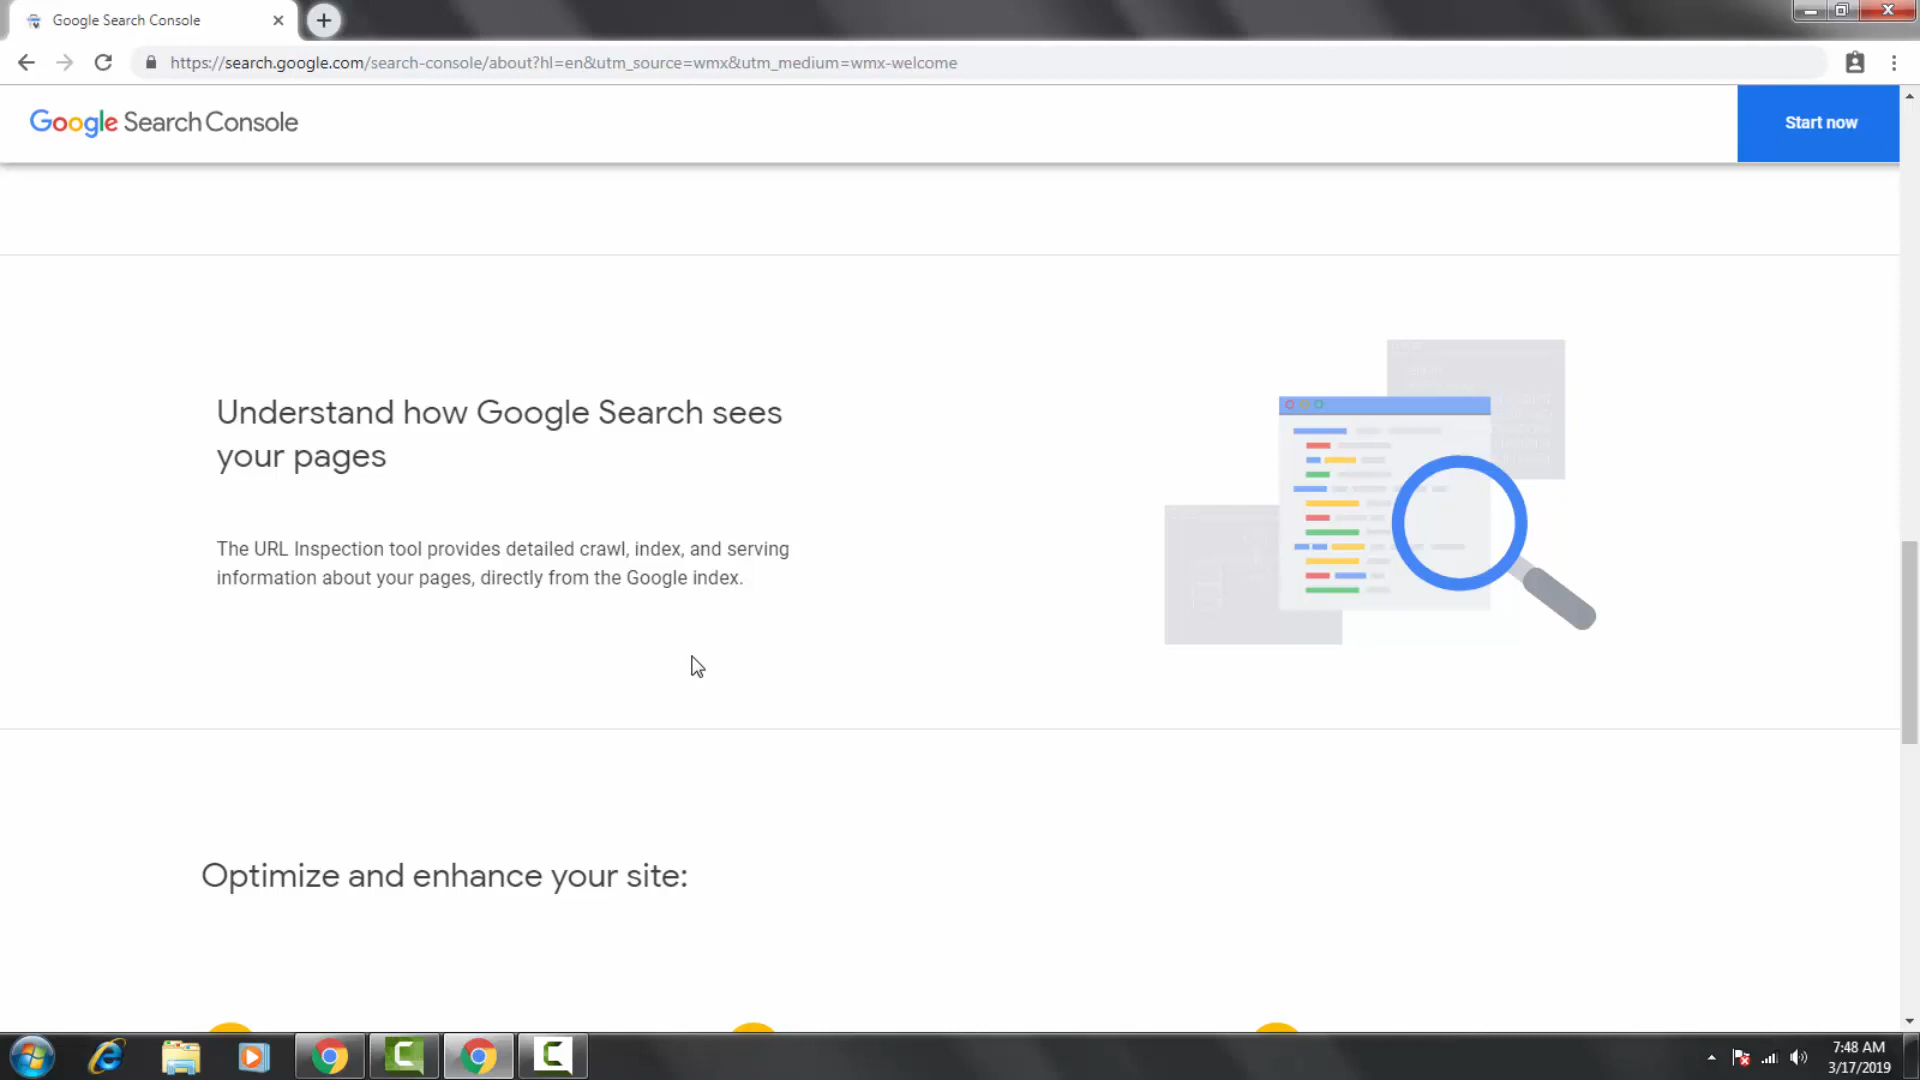 Google Search Console
https://search.google.com/search-console/about?hl=en&utm_source=wmx&utm_medium=wmx-welcome
Google Search Console
Start now
Understand how Google Search sees
your pages
The URL Inspection tool provides detailed crawl, index, and serving
information about your pages, directly from the Google index.
Optimize and enhance your site:
7:48 AM
3/17/2019